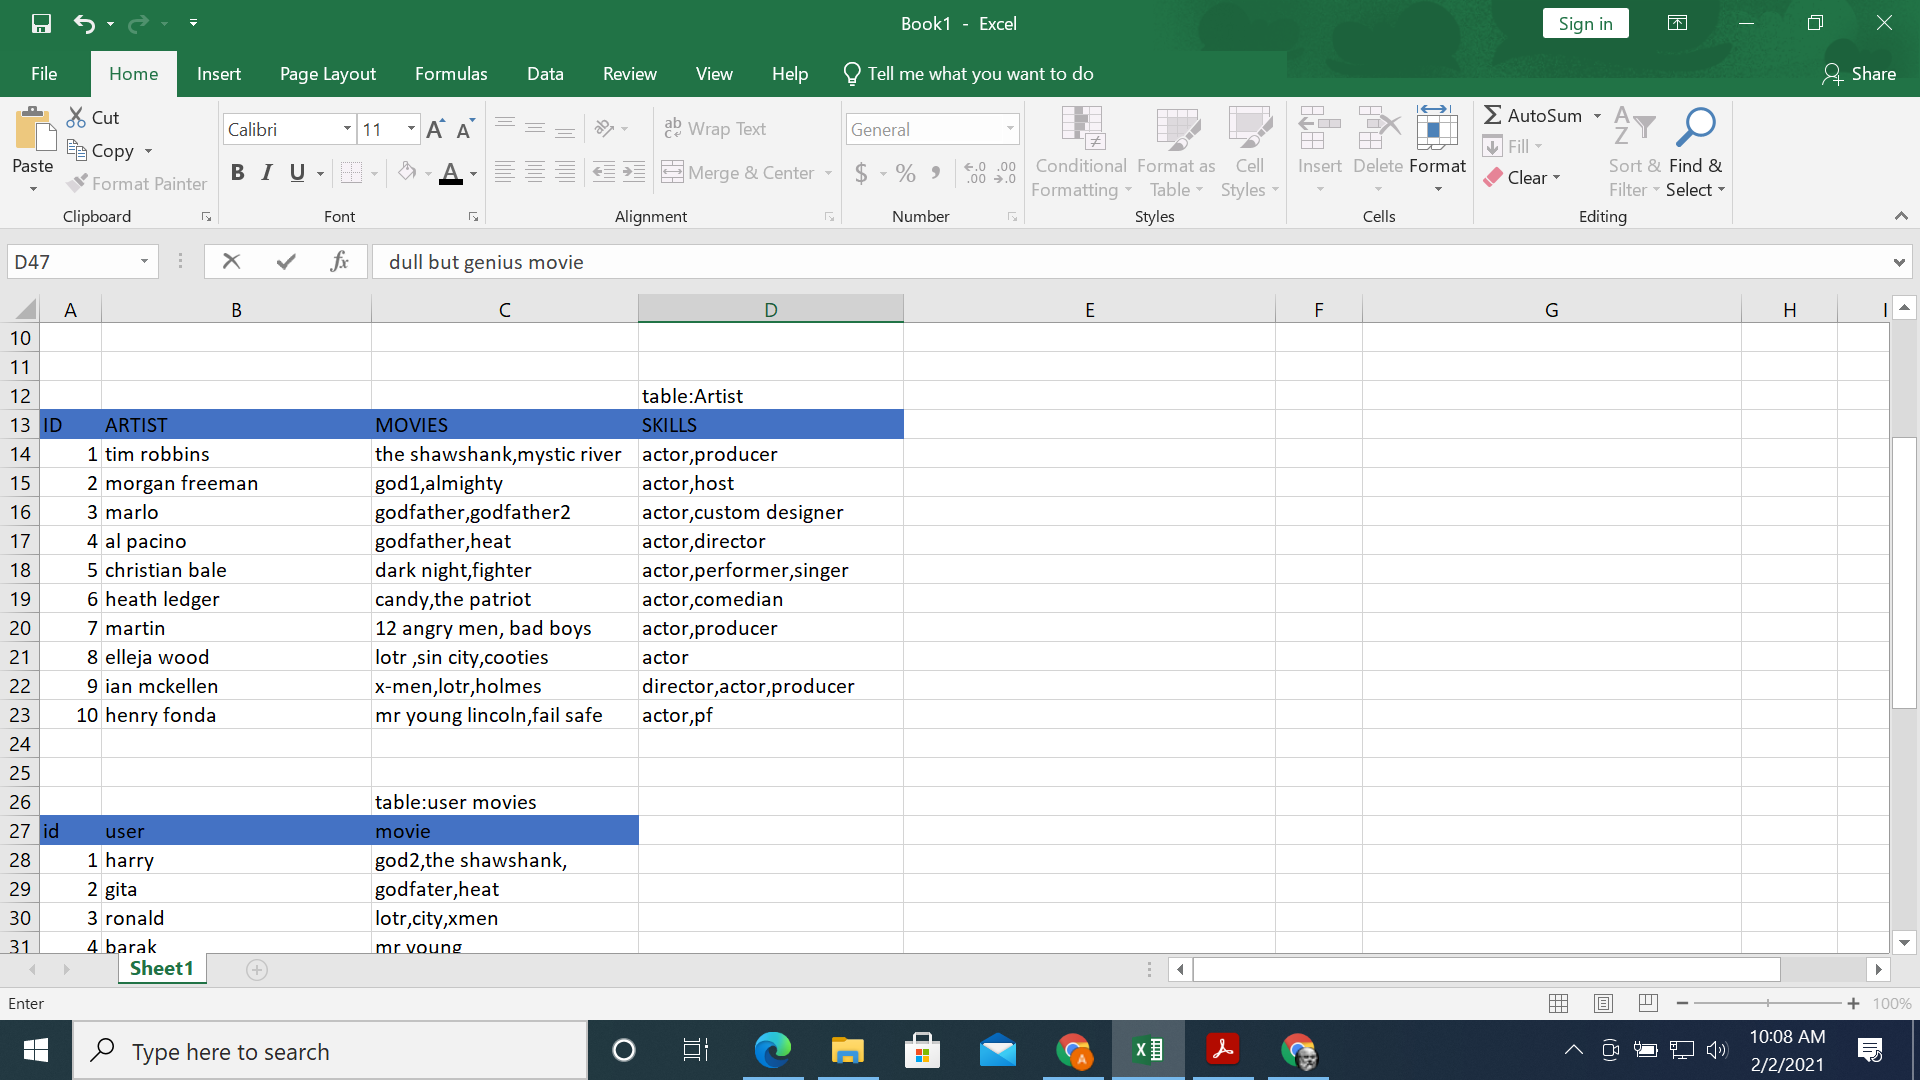 Book1 - Excel
Sign in
File Home Insert Page Layout Formulas Data Review View Help Tell me what you want to do Share
Paste
Cut
Copy
Format Painter
Clipboard
Calibri 11
B I U
Font
Wrap Text
Merge & Center
Alignment
General
$ % ,
Number
Conditional Formatting
Format as Table
Cell Styles
Styles
Insert Delete Format
Cells
AutoSum
Fill
Clear
Sort & Filter
Find & Select
Editing
D47 fx dull but genius movie
A B C D E F G H I
10
11
12 table:Artist
13 ID ARTIST MOVIES SKILLS
14 1 tim robbins the shawshank,mystic river actor,producer
15 2 morgan freeman god1,almighty actor,host
16 3 marlo godfather,godfather2 actor,custom designer
17 4 al pacino godfather,heat actor,director
18 5 christian bale dark night,fighter actor,performer,singer
19 6 heath ledger candy,the patriot actor,comedian
20 7 martin 12 angry men, bad boys actor,producer
21 8 elleja wood lotr ,sin city,cooties actor
22 9 ian mckellen x-men,lotr,holmes director,actor,producer
23 10 henry fonda mr young lincoln,fail safe actor,pf
24
25
26 table:user movies
27 id user movie
28 1 harry god2,the shawshank,
29 2 gita godfater,heat
30 3 ronald lotr,city,xmen
31 4 barak mr young
Sheet1
Enter 100%
Type here to search
10:08 AM
2/2/2021